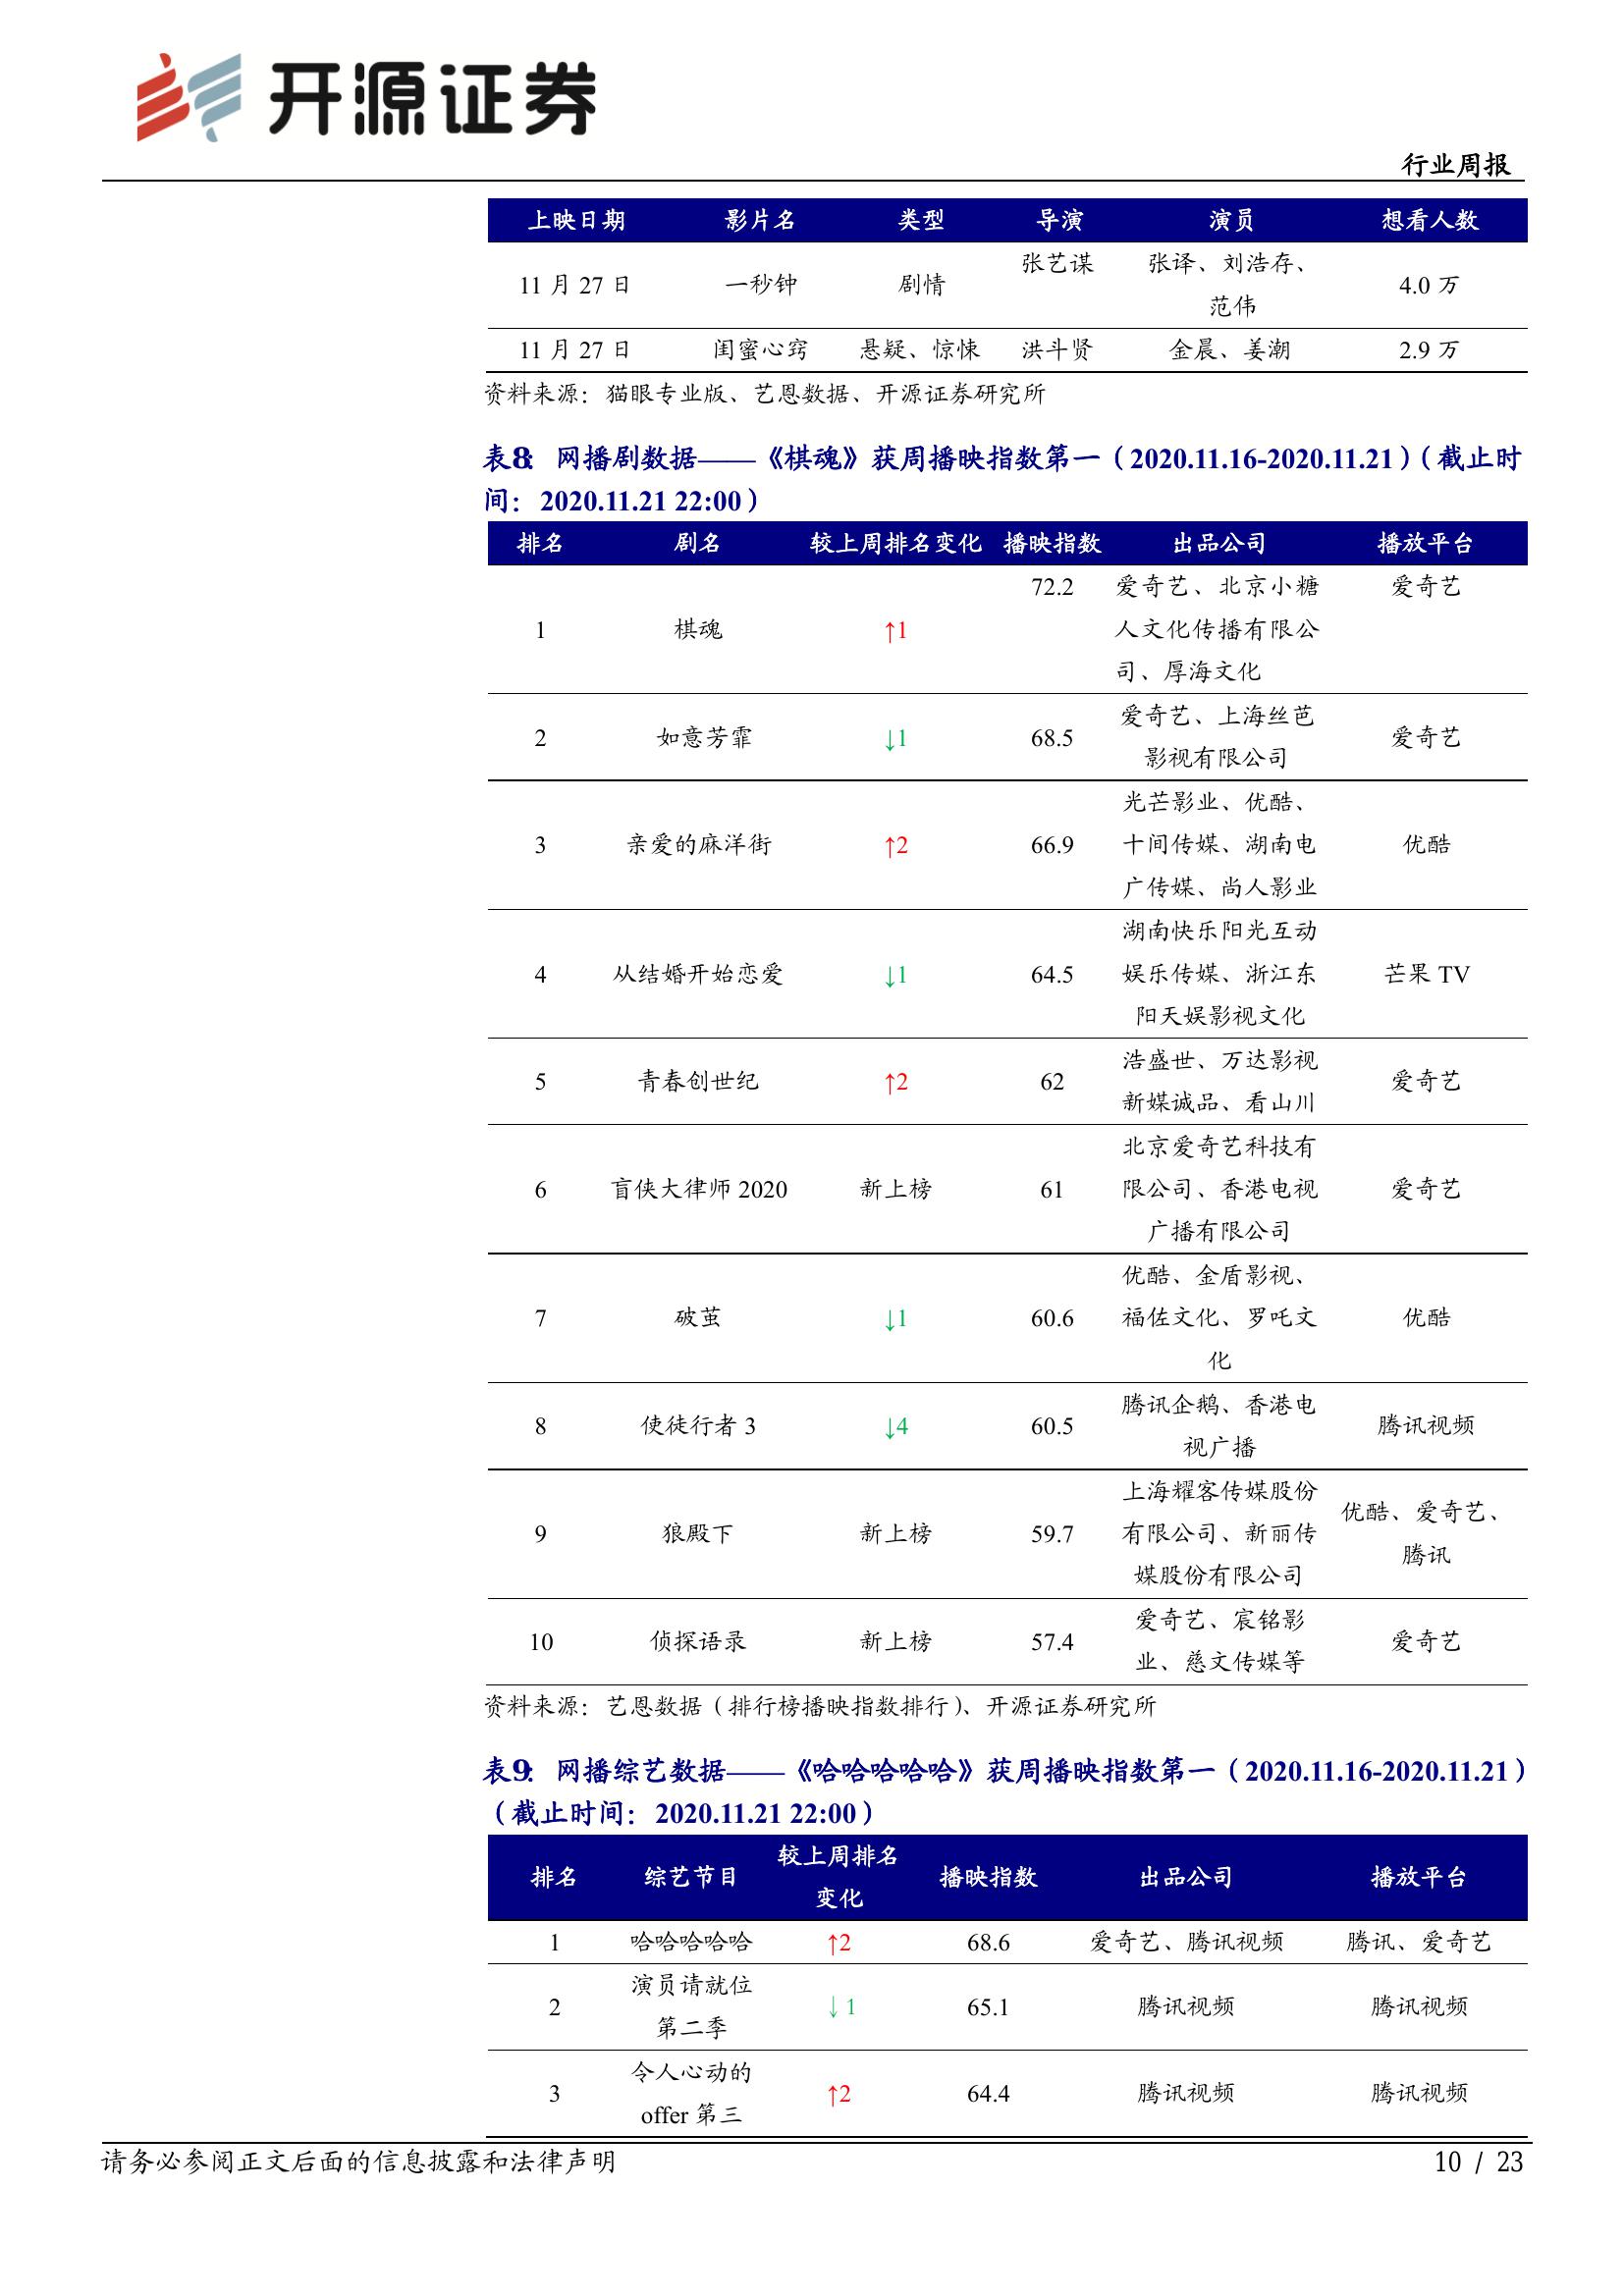 开源证券
行业周报
上映日期 影片名 类型 导演 演员 想看人数
11 月 27 日 一秒钟 剧情 张艺谋 张译、刘浩存、
范伟 4.0 万
11 月 27 日 闺蜜心窍 悬疑、惊悚 洪斗贤 金晨、姜潮 2.9 万
资料来源：猫眼专业版、艺恩数据、开源证券研究所
表8： 网播剧数据——《棋魂》获周播映指数第一（2020.11.16-2020.11.21）（截止时
间：2020.11.21 22:00）
排名 剧名 较上周排名变化 播映指数 出品公司 播放平台
1 棋魂 ↑1 72.2 爱奇艺、北京小糖 爱奇艺
人文化传播有限公
司、厚海文化
2 如意芳霏 ↓1 68.5 爱奇艺、上海丝芭
影视有限公司 爱奇艺
3 亲爱的麻洋街 ↑2 66.9 光芒影业、优酷、
十间传媒、湖南电
广传媒、尚人影业 优酷
4 从结婚开始恋爱 ↓1 64.5 湖南快乐阳光互动
娱乐传媒、浙江东
阳天娱影视文化 芒果 TV
5 青春创世纪 ↑2 62 浩盛世、万达影视
新媒诚品、看山川 爱奇艺
6 盲侠大律师 2020 新上榜 61 北京爱奇艺科技有
限公司、香港电视
广播有限公司 爱奇艺
7 破茧 ↓1 60.6 优酷、金盾影视、
福佐文化、罗吒文
化 优酷
8 使徒行者 3 ↓4 60.5 腾讯企鹅、香港电
视广播 腾讯视频
9 狼殿下 新上榜 59.7 上海耀客传媒股份
有限公司、新丽传
媒股份有限公司 优酷、爱奇艺、
腾讯
10 侦探语录 新上榜 57.4 爱奇艺、宸铭影
业、慈文传媒等 爱奇艺
资料来源：艺恩数据（排行榜播映指数排行）、开源证券研究所
表9： 网播综艺数据——《哈哈哈哈哈》获周播映指数第一（2020.11.16-2020.11.21）
（截止时间：2020.11.21 22:00）
排名 综艺节目 较上周排名
变化 播映指数 出品公司 播放平台
1 哈哈哈哈哈 ↑2 68.6 爱奇艺、腾讯视频 腾讯、爱奇艺
2 演员请就位
第二季 ↓ 1 65.1 腾讯视频 腾讯视频
3 令人心动的
offer 第三 ↑2 64.4 腾讯视频 腾讯视频
请务必参阅正文后面的信息披露和法律声明
10 / 23